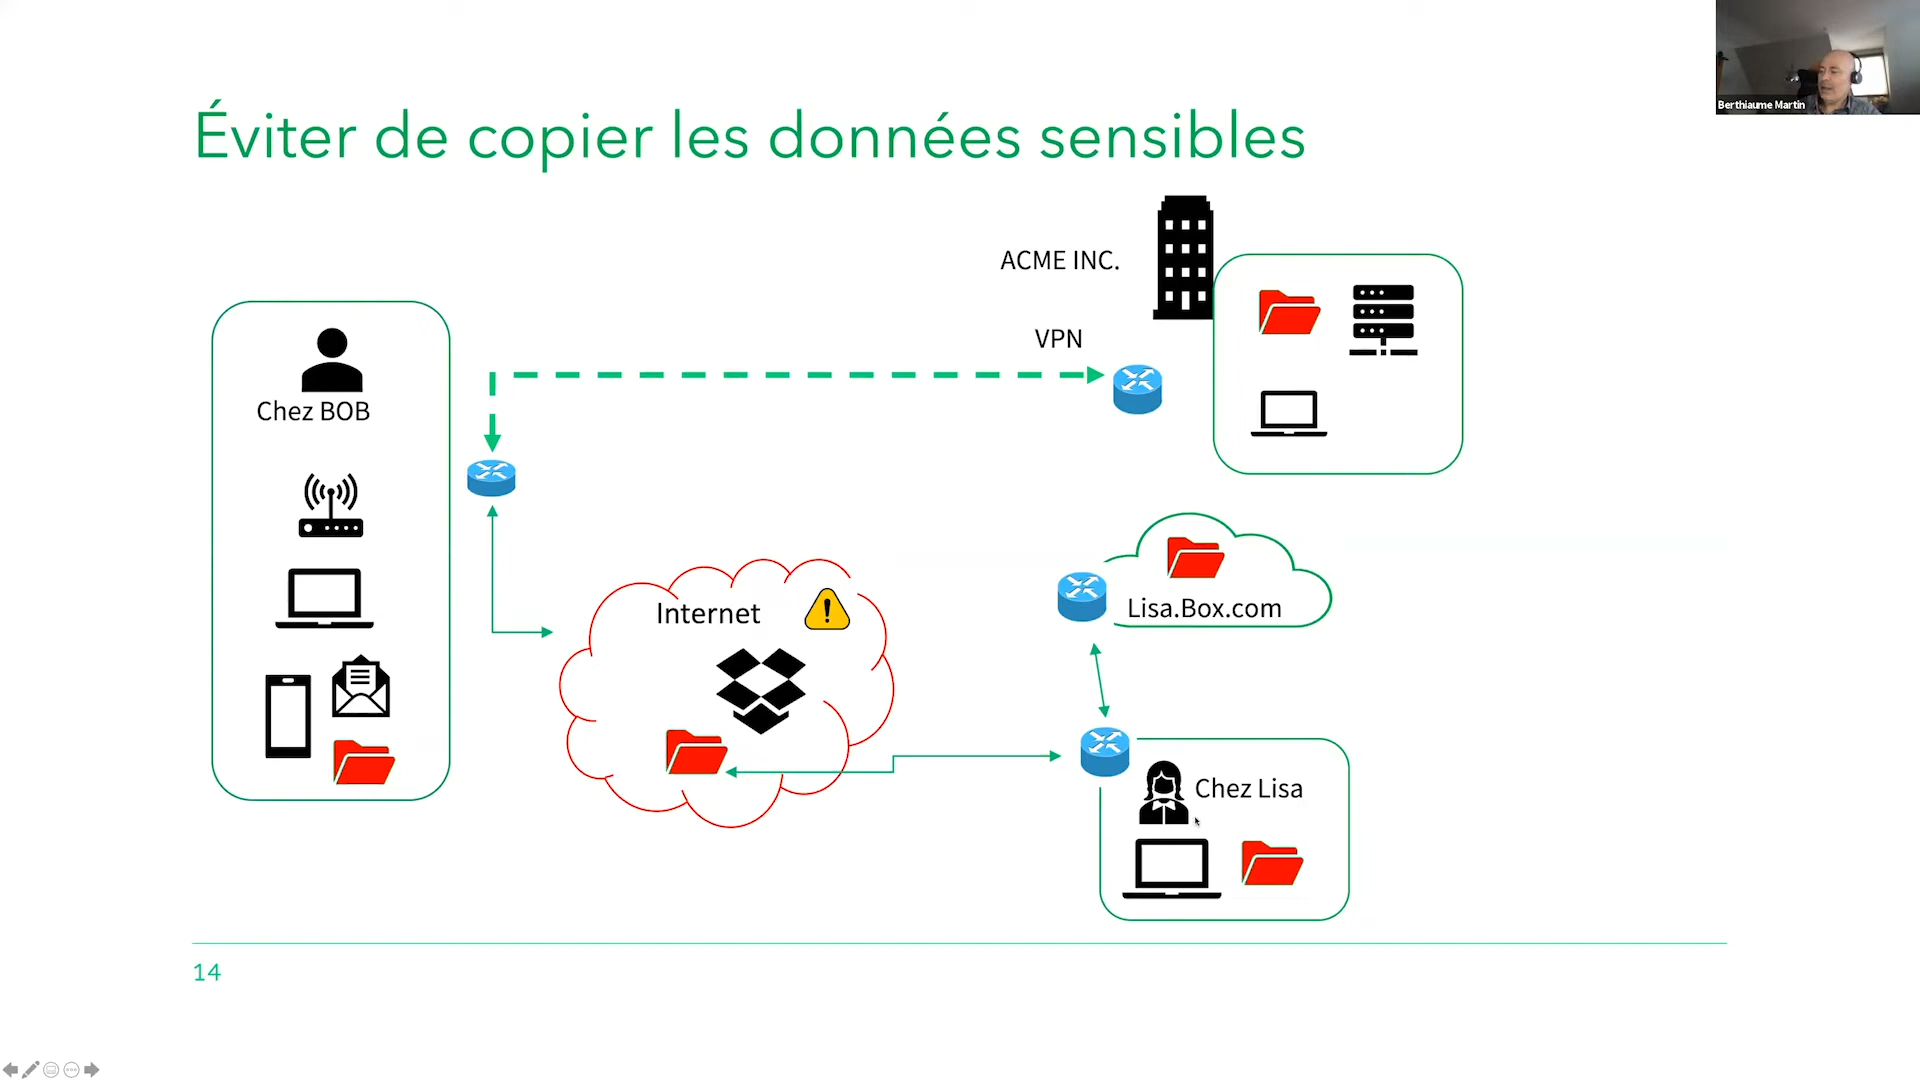 Berthiaume Martin
Éviter de copier les données sensibles
ACME INC.
VPN
Chez BOB
Internet
Lisa.Box.com
Chez Lisa
14